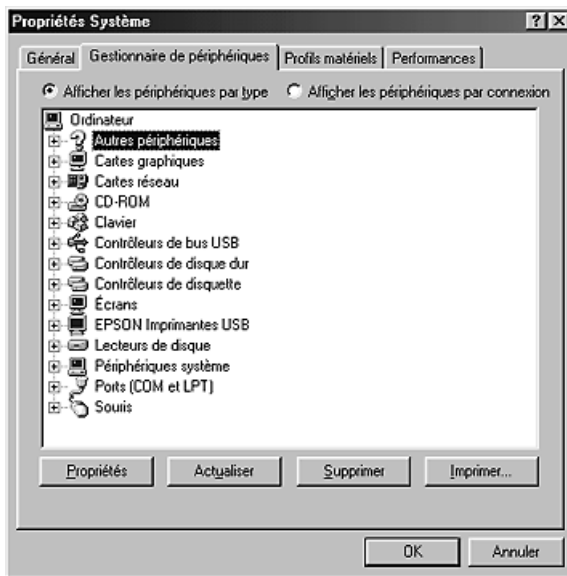 Propriétés Système
Général Gestionnaire de périphériques Profils matériels Performances
Afficher les périphériques par type Afficher les périphériques par connexion
Ordinateur
Autres périphériques
Cartes graphiques
Cartes réseau
CD-ROM
Clavier
Contrôleurs de bus USB
Contrôleurs de disque dur
Contrôleurs de disquette
Écrans
EPSON Imprimantes USB
Lecteurs de disque
Périphériques système
Ports (COM et LPT)
Souris
Propriétés Actualiser Supprimer Imprimer...
OK Annuler